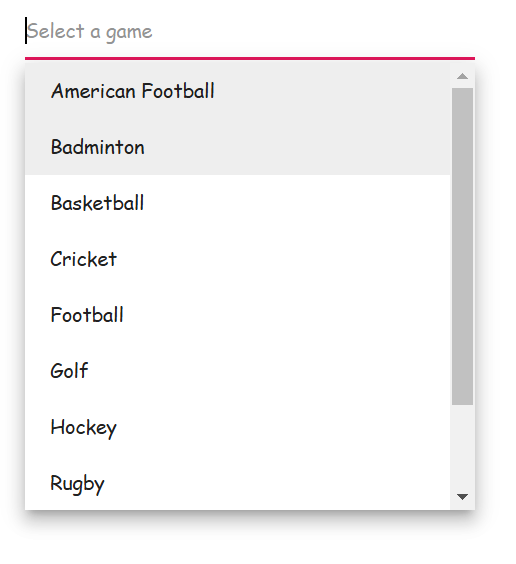 Select a game
American Football
Badminton
Basketball
Cricket
Football
Golf
Hockey
Rugby